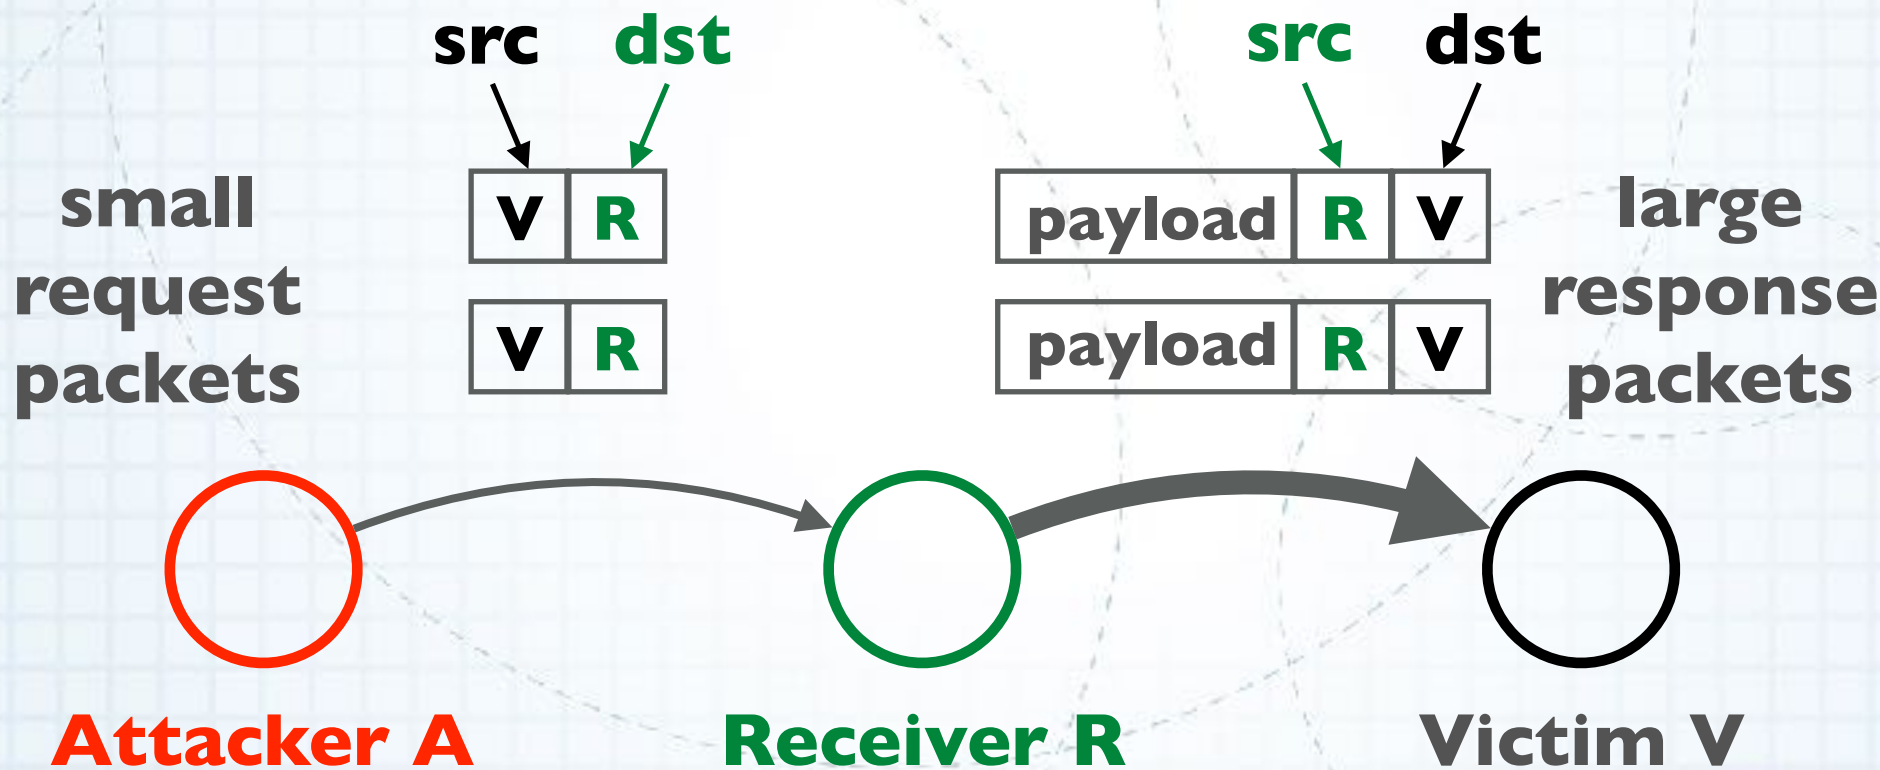 src dst
src dst
small
request
packets
V R
V R
payload R V
payload R V
large
response
packets
Attacker A
Receiver R
Victim V